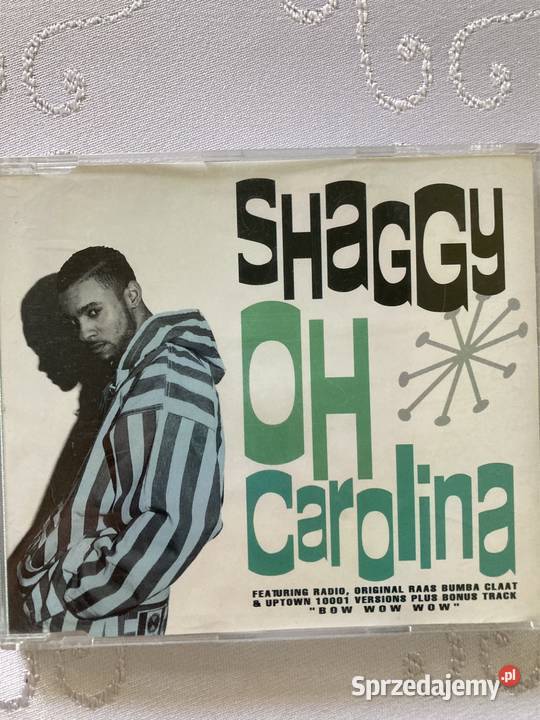 SHaGGY
OH
Carolina
FEATURING RADIO, ORIGINAL RAAS BUMBA CLAAT
& UPTOWN 10001 VERSIONS PLUS BONUS TRACK
"BOW WOW WOW"
Sprzedajemy.pl